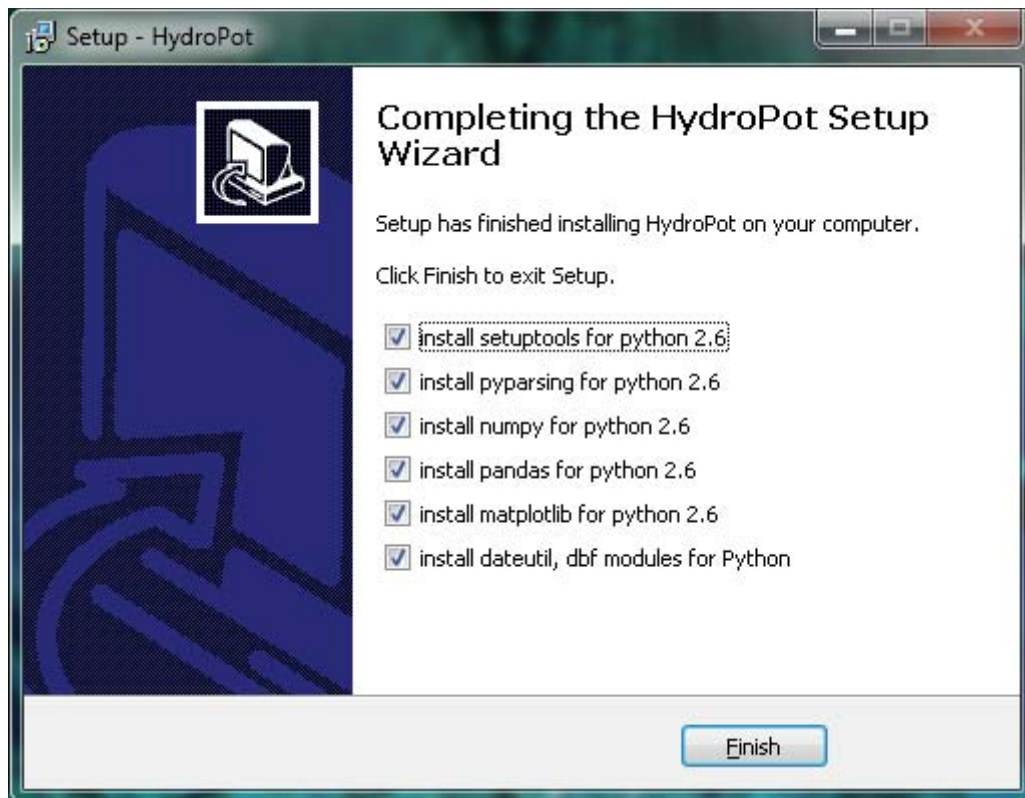 Setup - HydroPot
Completing the HydroPot Setup
Wizard
Setup has finished installing HydroPot on your computer.
Click Finish to exit Setup.
install setuptools for python 2.6
install pyparsing for python 2.6
install numpy for python 2.6
install pandas for python 2.6
install matplotlib for python 2.6
install dateutil, dbf modules for Python
Finish